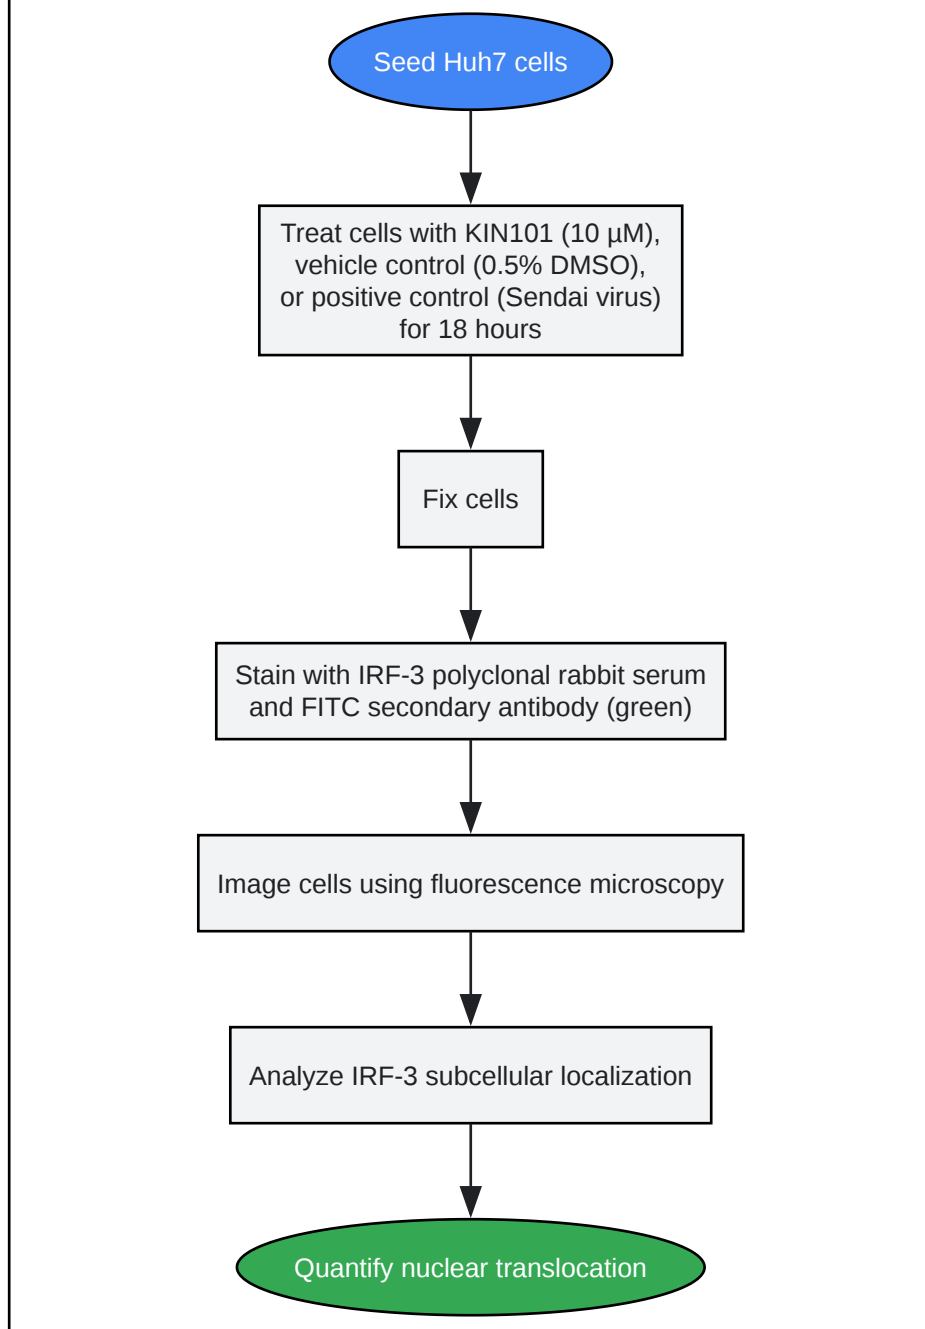 Seed Huh7 cells
Treat cells with KIN101 (10 µM),
vehicle control (0.5% DMSO),
or positive control (Sendai virus)
for 18 hours
Fix cells
Stain with IRF-3 polyclonal rabbit serum
and FITC secondary antibody (green)
Image cells using fluorescence microscopy
Analyze IRF-3 subcellular localization
Quantify nuclear translocation